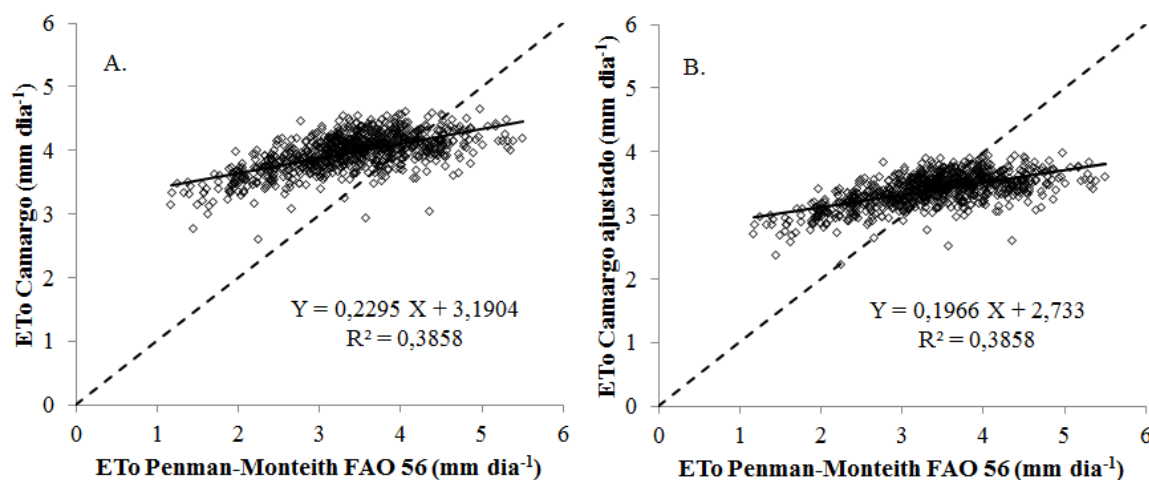 A.
ETo Camargo (mm dia⁻¹)
6
5
4
3
2
1
0
Y = 0,2295 X + 3,1904
R² = 0,3858
0 1 2 3 4 5 6
ETo Penman-Monteith FAO 56 (mm dia⁻¹)
B.
ETo Camargo ajustado (mm dia⁻¹)
6
5
4
3
2
1
0
Y = 0,1966 X + 2,733
R² = 0,3858
0 1 2 3 4 5 6
ETo Penman-Monteith FAO 56 (mm dia⁻¹)